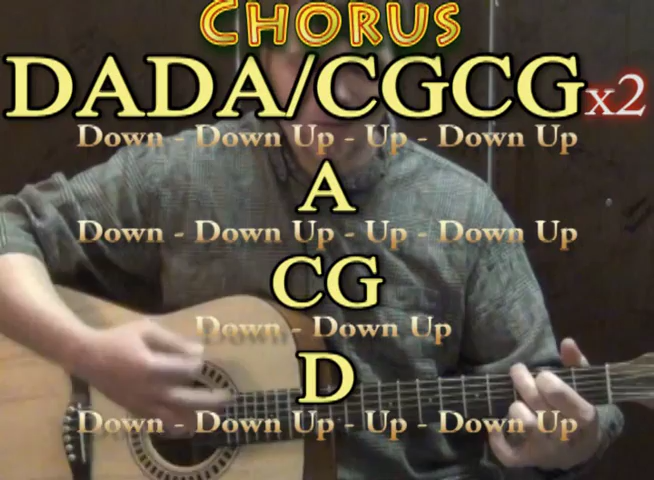 CHORUS
DADA/CGCGx2
Down - Down Up - Up - Down Up
A
Down - Down Up - Up - Down Up
CG
Down - Down Up
D
Down - Down Up - Up - Down Up